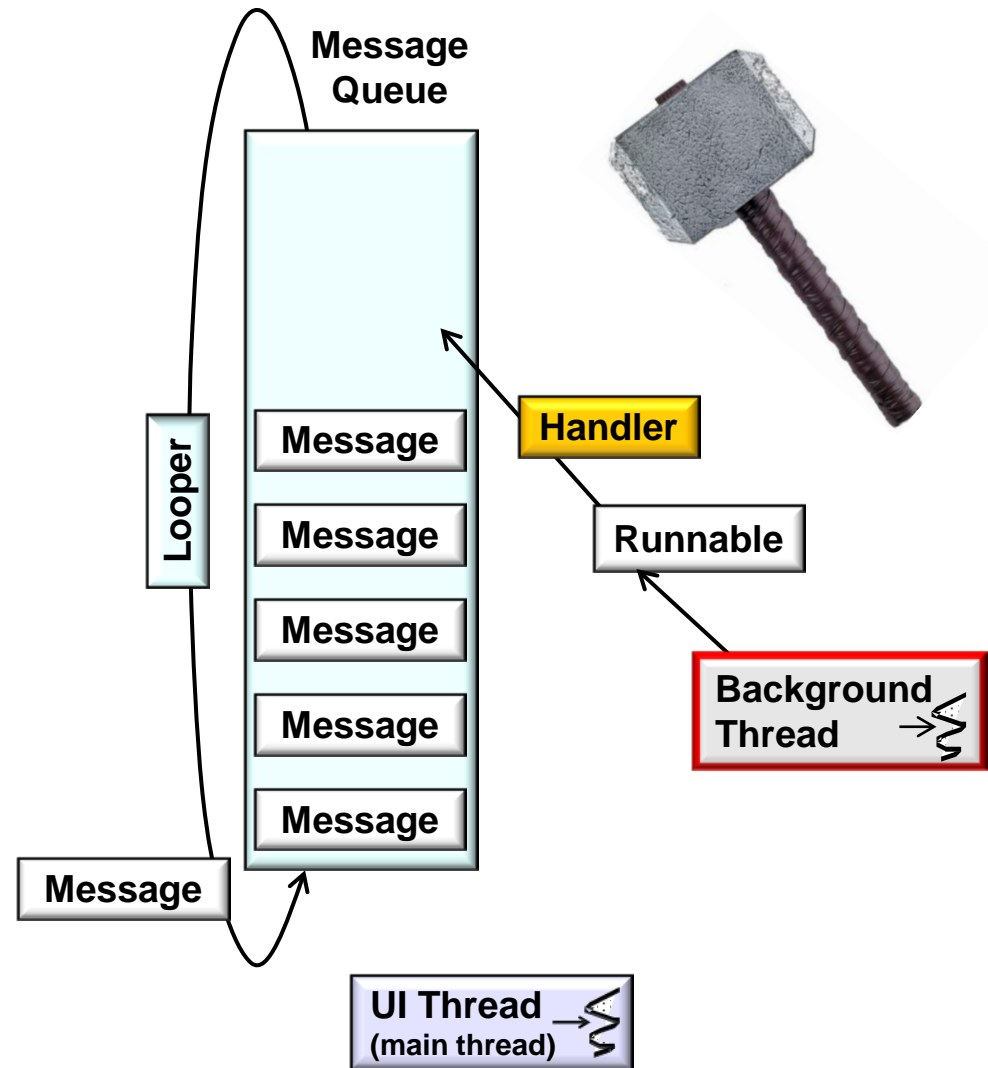 Message
Queue
Looper
Message
Handler
Message
Runnable
Message
Message
Background
Thread
Message
Message
UI Thread
(main thread)